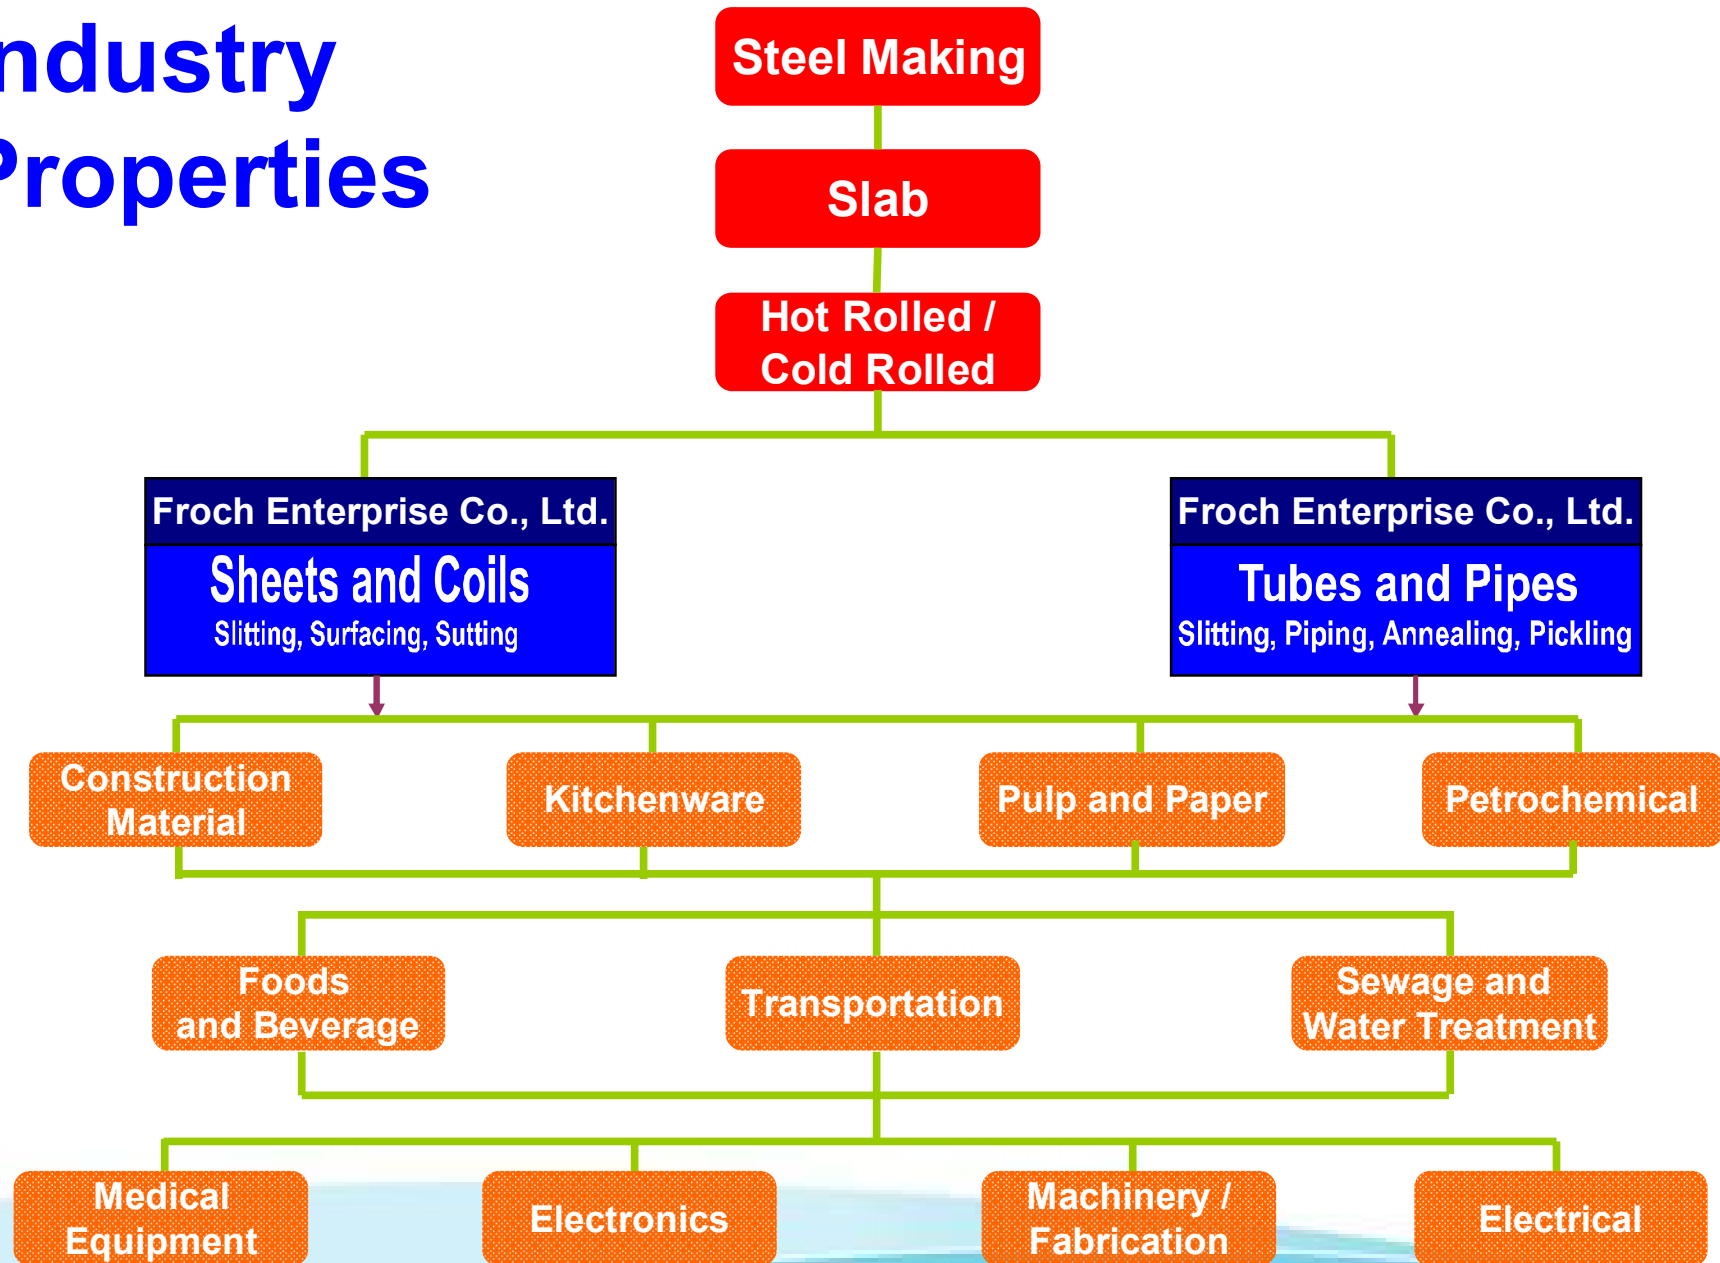 ndustry
Properties
Steel Making
Slab
Hot Rolled /
Cold Rolled
Froch Enterprise Co., Ltd.
Sheets and Coils
Slitting, Surfacing, Sutting
Froch Enterprise Co., Ltd.
Tubes and Pipes
Slitting, Piping, Annealing, Pickling
Construction
Material
Kitchenware
Pulp and Paper
Petrochemical
Foods
and Beverage
Transportation
Sewage and
Water Treatment
Medical
Equipment
Electronics
Machinery /
Fabrication
Electrical